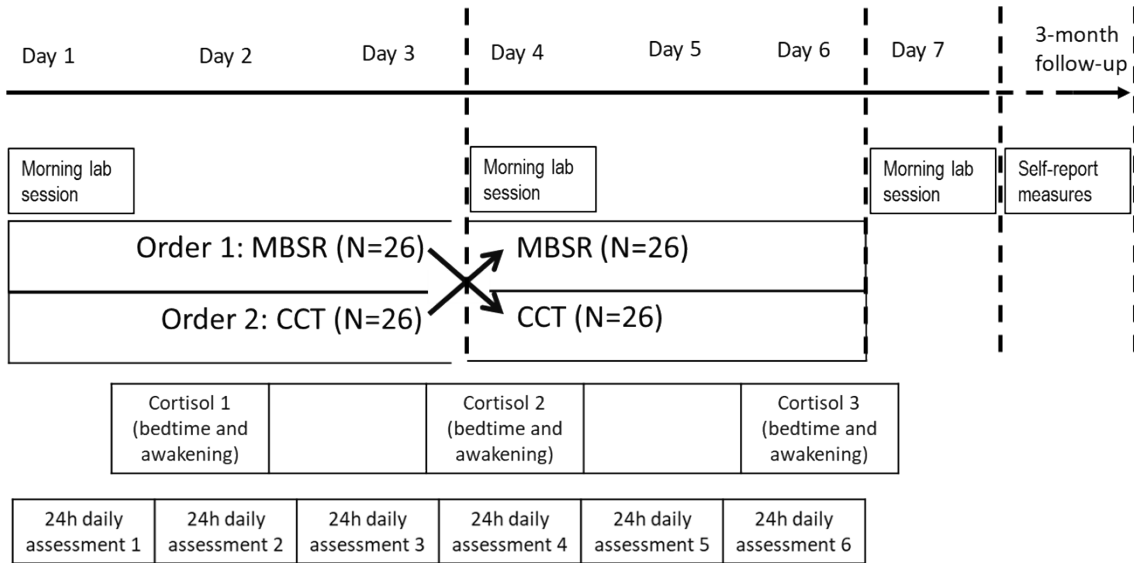 Day 1
Day 2
Day 3
Day 4
Day 5
Day 6
Day 7
3-month
follow-up
Morning lab
session
Morning lab
session
Morning lab
session
Self-report
measures
Order 1: MBSR (N=26)
MBSR (N=26)
Order 2: CCT (N=26)
CCT (N=26)
Cortisol 1
(bedtime and
awakening)
Cortisol 2
(bedtime and
awakening)
Cortisol 3
(bedtime and
awakening)
24h daily
assessment 1
24h daily
assessment 2
24h daily
assessment 3
24h daily
assessment 4
24h daily
assessment 5
24h daily
assessment 6